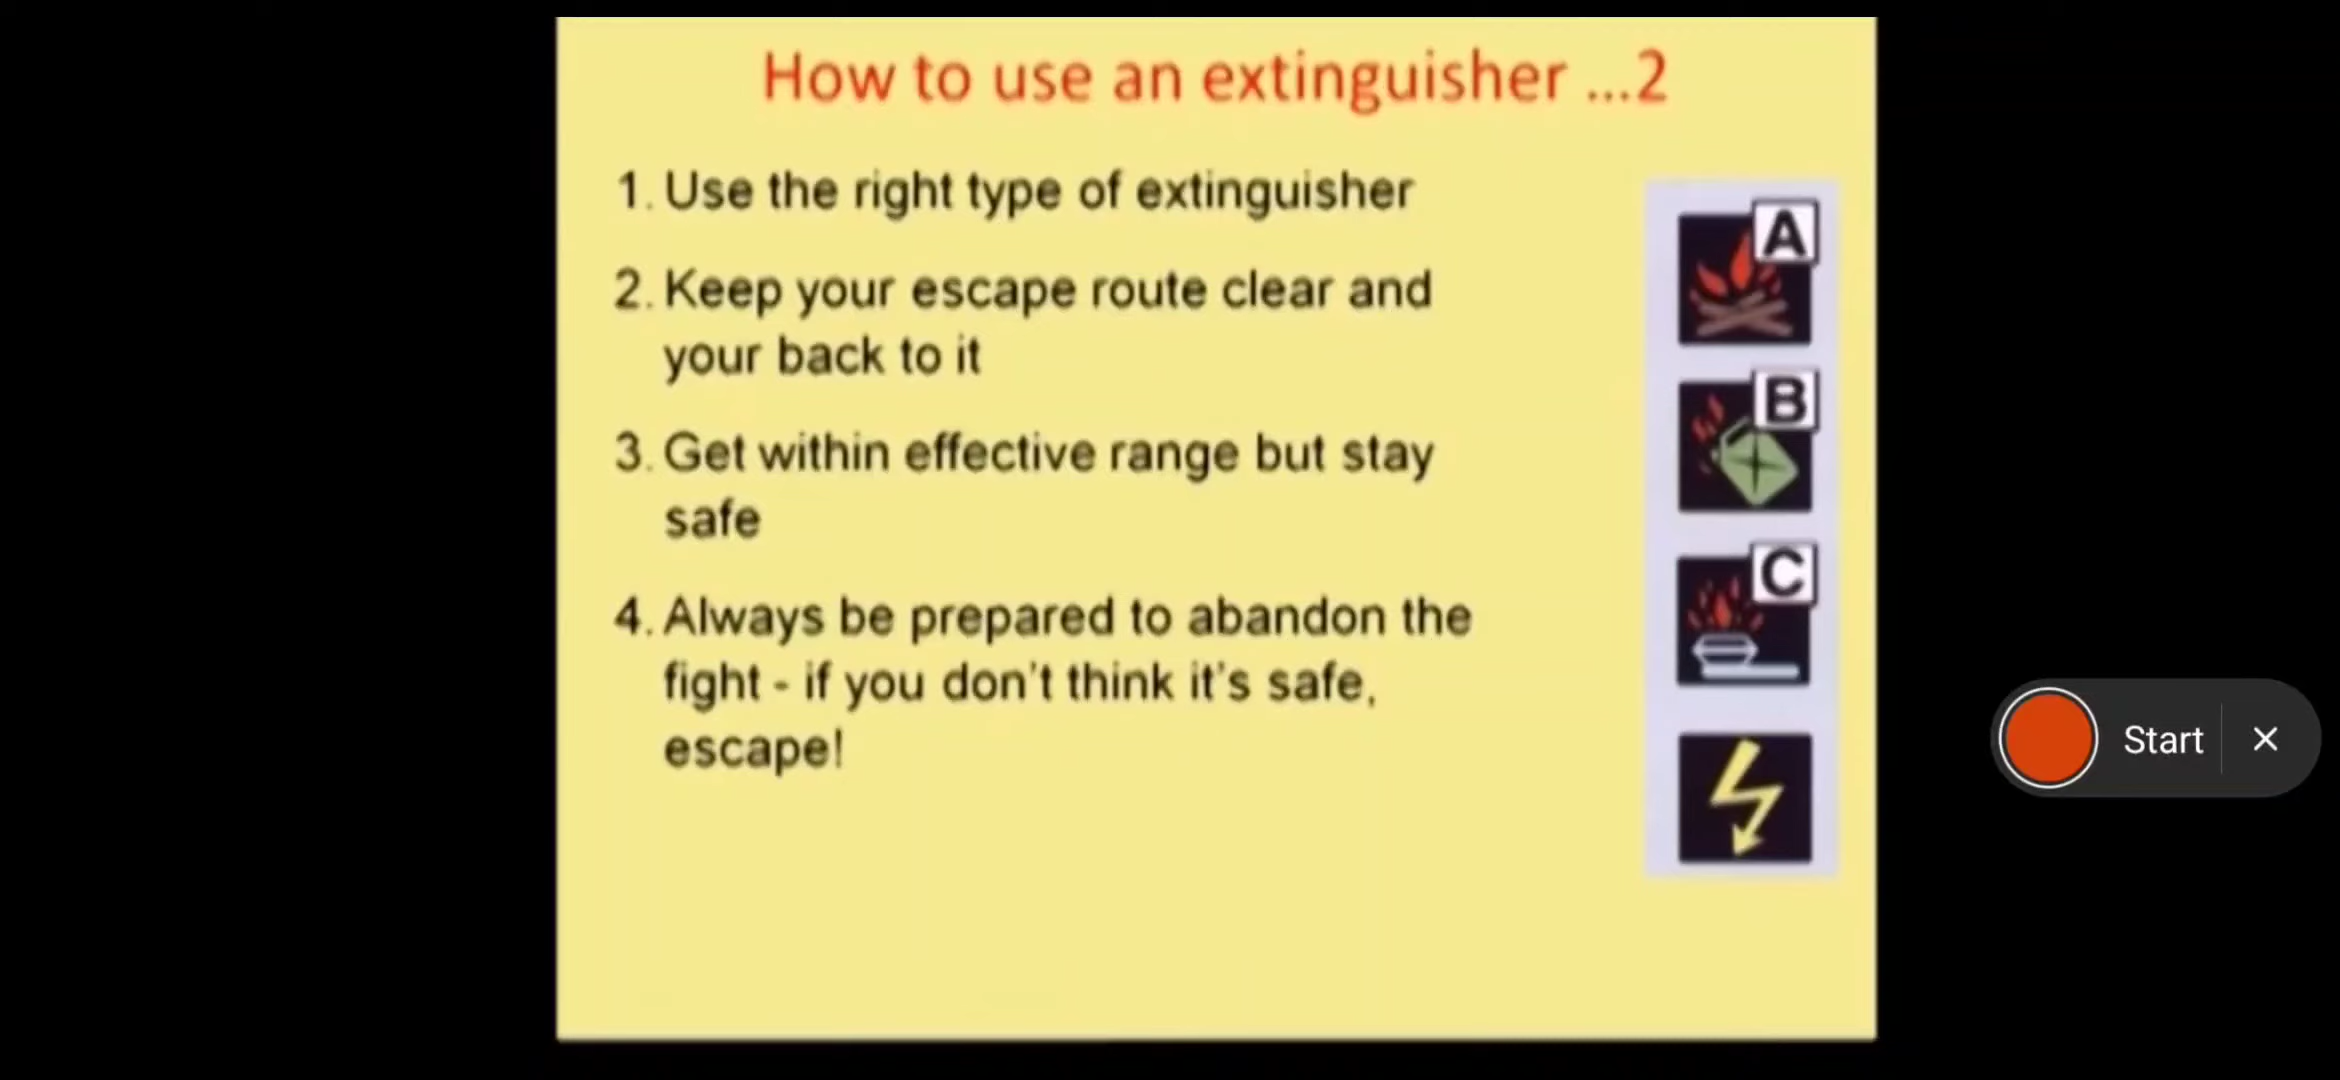 How to use an extinguisher ...2
1. Use the right type of extinguisher
2. Keep your escape route clear and
your back to it
3. Get within effective range but stay
safe
4. Always be prepared to abandon the
fight - if you don't think it's safe,
escape!
A
B
C
Start